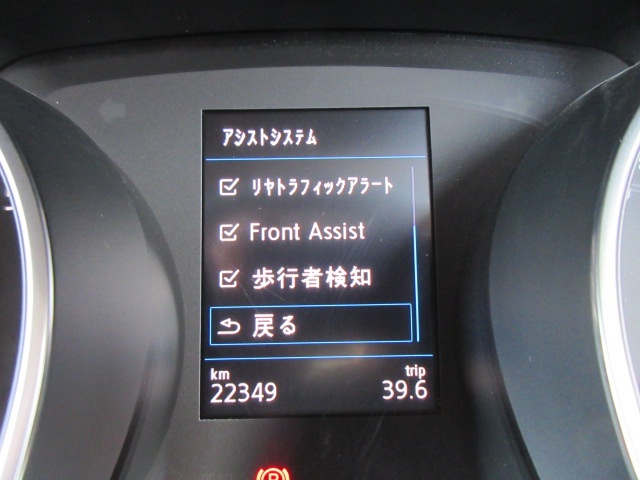 アシストシステム
リヤトラフィックアラート
Front Assist
歩行者検知
戻る
km trip
22349 39.6
P